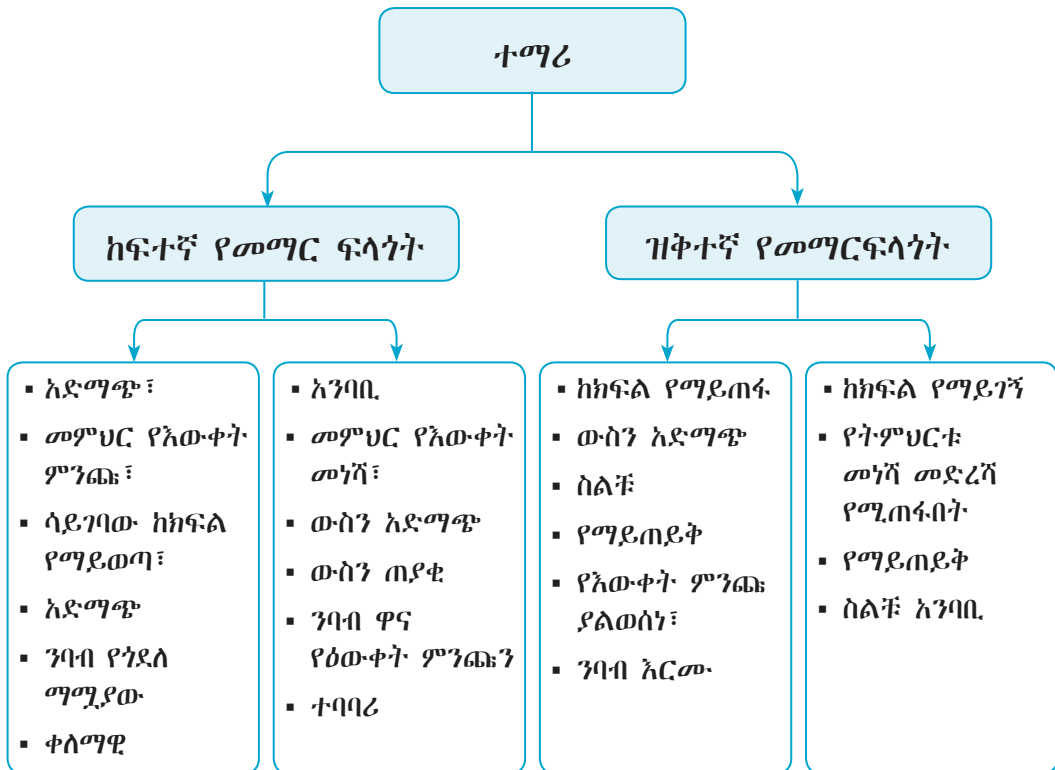 ተማሪ
ከፍተኛ የመማር ፍላጎት
ዝቅተኛ የመማርፍላጎት
▪ አድማጭ፣
▪ መምህር የእውቀት
ምንጩ፣
▪ ሳይገባው ከክፍል
የማይወጣ፣
▪ አድማጭ
▪ ንባብ የጎደለ
ማሟያው
▪ ቀለማዊ
▪ አንባቢ
▪ መምህር የእውቀት
መነሻ፣
▪ ውስን አድማጭ
▪ ውስን ጠያቂ
▪ ንባብ ዋና
የዕውቀት ምንጩን
▪ ተባባሪ
▪ ከክፍል የማይጠፋ
▪ ውስን አድማጭ
▪ ስልቹ
▪ የማይጠይቅ
▪ የእውቀት ምንጩ
ያልወሰነ፣
▪ ንባብ እርሙ
▪ ከክፍል የማይገኝ
▪ የትምህርቱ
መነሻ መድረሻ
የሚጠፋበት
▪ የማይጠይቅ
▪ ስልቹ አንባቢ